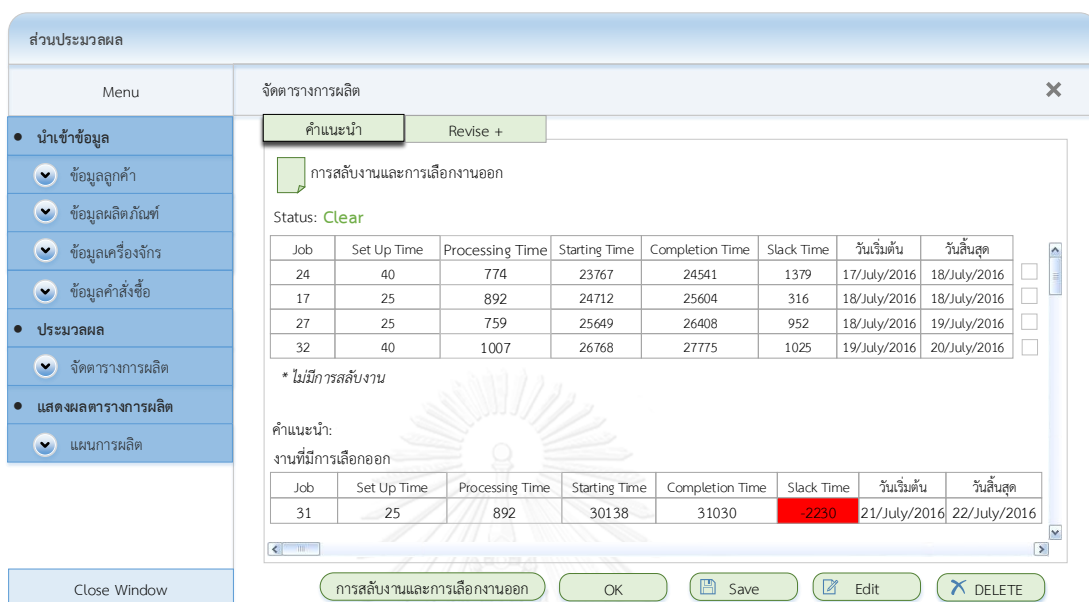 ส่วนประมวลผล
Menu
จัดตารางการผลิต
นำเข้าข้อมูล
ข้อมูลลูกค้า
ข้อมูลผลิตภัณฑ์
ข้อมูลเครื่องจักร
ข้อมูลคำสั่งซื้อ
ประมวลผล
จัดตารางการผลิต
แสดงผลตารางการผลิต
แผนการผลิต
Close Window
คำแนะนำ Revise +
การสลับงานและการเลือกงานออก
Status: Clear
Job Set Up Time Processing Time Starting Time Completion Time Slack Time วันเริ่มต้น วันสิ้นสุด
24 40 774 23767 24541 1379 17/July/2016 18/July/2016
17 25 892 24712 25604 316 18/July/2016 18/July/2016
27 25 759 25649 26408 952 18/July/2016 19/July/2016
32 40 1007 26768 27775 1025 19/July/2016 20/July/2016
* ไม่มีการสลับงาน
คำแนะนำ:
งานที่มีการเลือกออก
Job Set Up Time Processing Time Starting Time Completion Time Slack Time วันเริ่มต้น วันสิ้นสุด
31 25 892 30138 31030 -2230 21/July/2016 22/July/2016
การสลับงานและการเลือกงานออก OK Save Edit DELETE